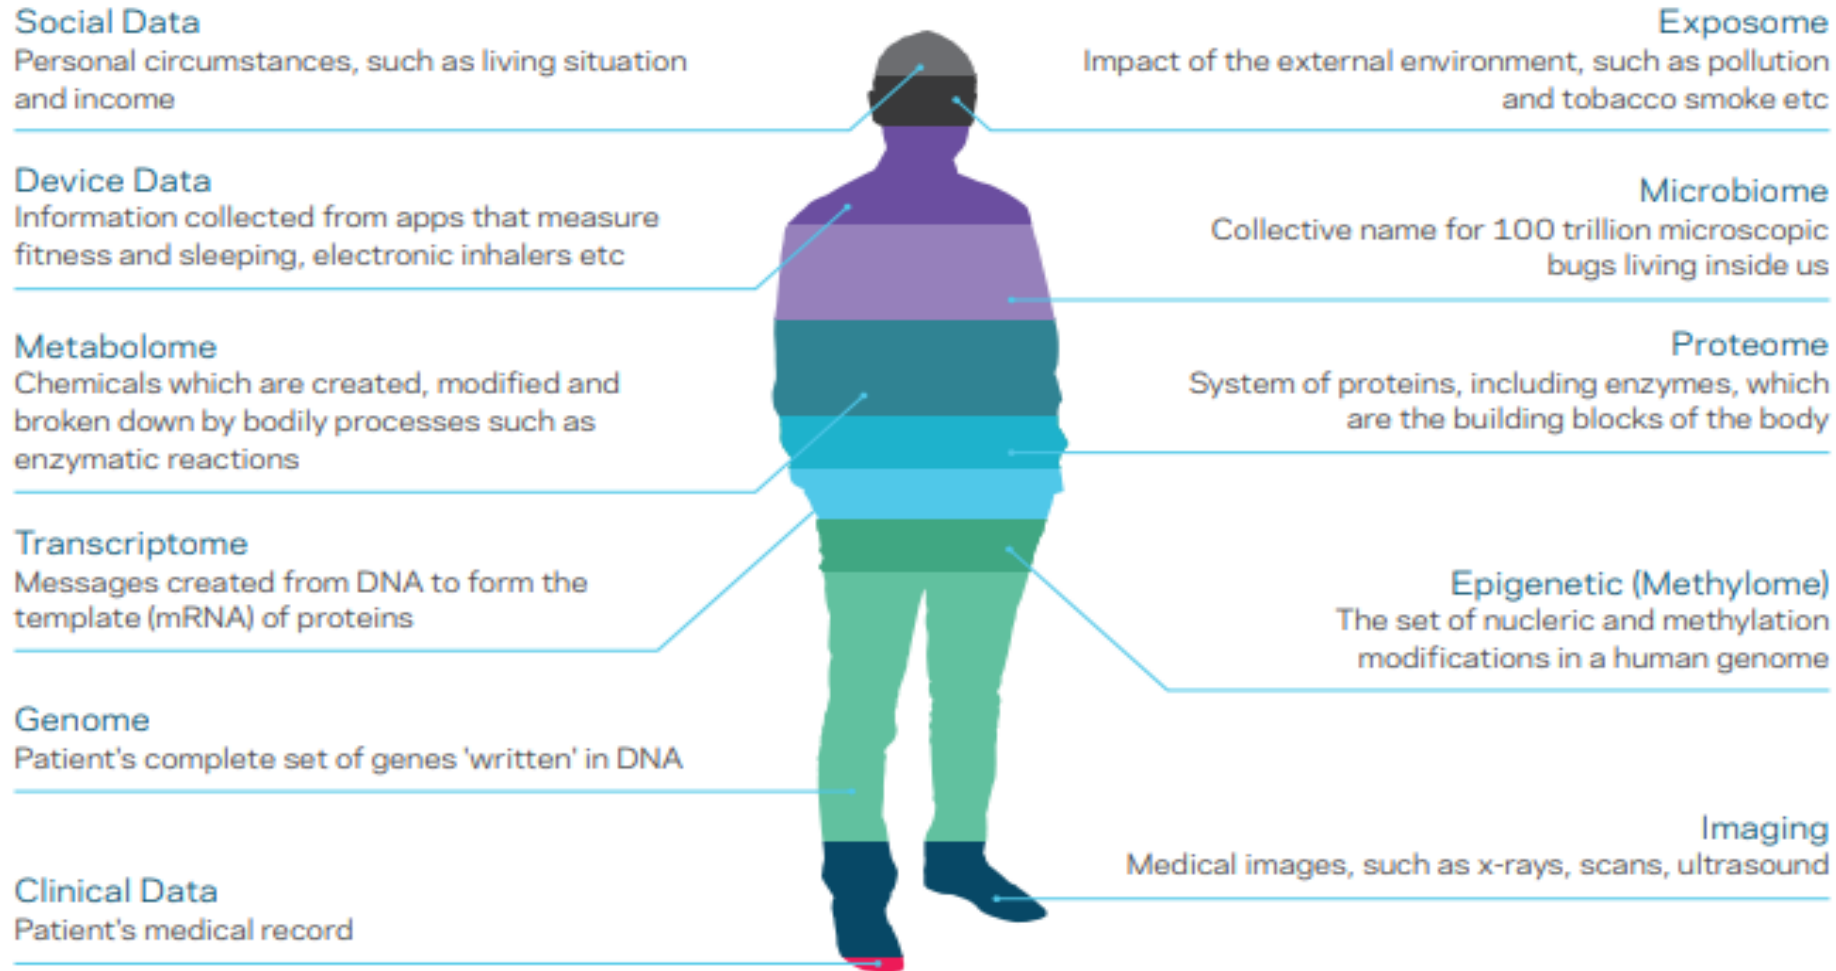 Social Data
Personal circumstances, such as living situation
and income
Device Data
Information collected from apps that measure
fitness and sleeping, electronic inhalers etc
Metabolome
Chemicals which are created, modified and
broken down by bodily processes such as
enzymatic reactions
Transcriptome
Messages created from DNA to form the
template (mRNA) of proteins
Genome
Patient's complete set of genes 'written' in DNA
Clinical Data
Patient's medical record
Exposome
Impact of the external environment, such as pollution
and tobacco smoke etc
Microbiome
Collective name for 100 trillion microscopic
bugs living inside us
Proteome
System of proteins, including enzymes, which
are the building blocks of the body
Epigenetic (Methylome)
The set of nucleric and methylation
modifications in a human genome
Imaging
Medical images, such as x-rays, scans, ultrasound